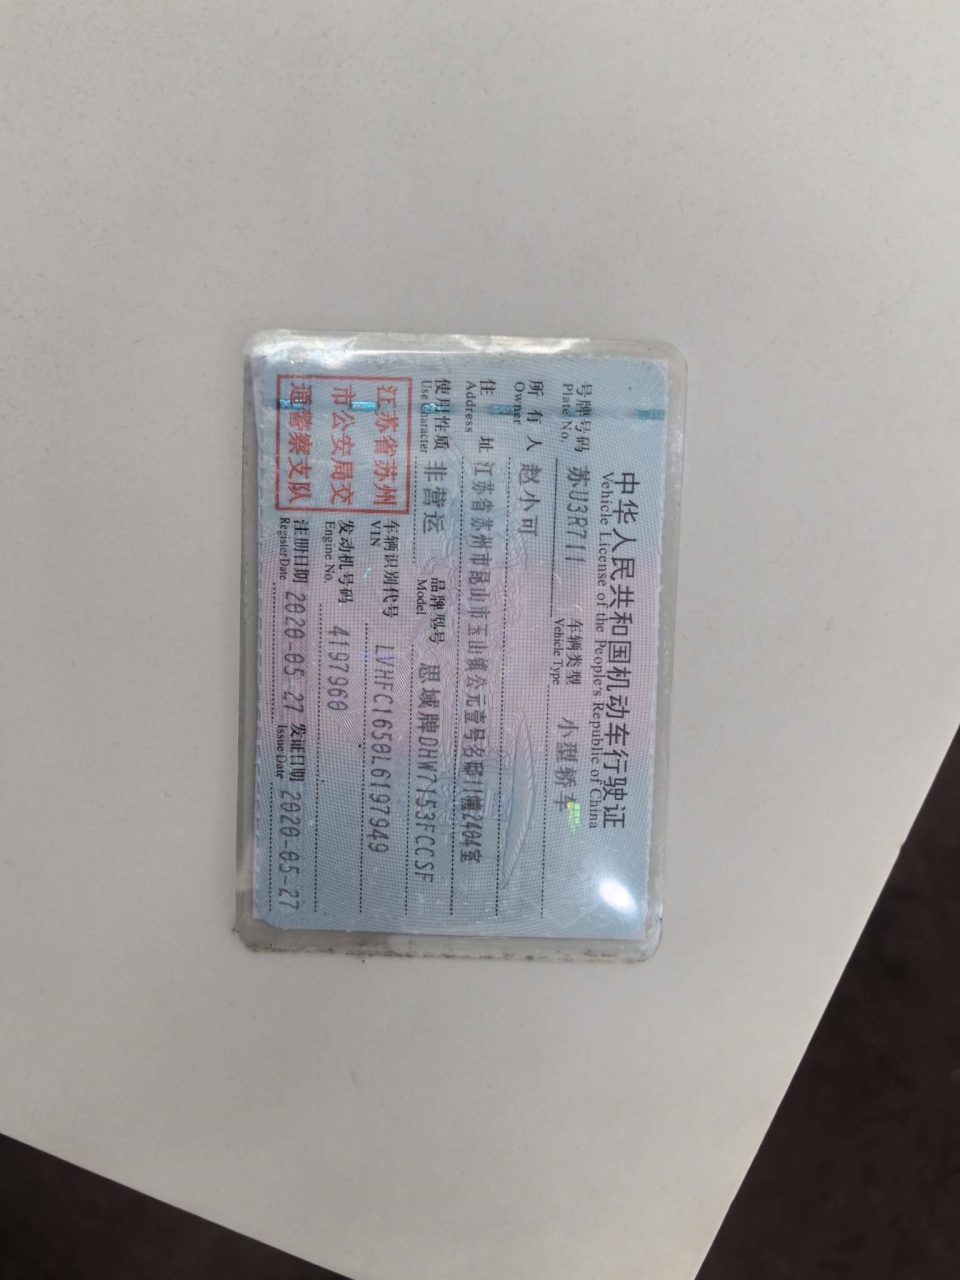 中华人民共和国机动车行驶证
Vehicle License of the People's Republic of China
号牌号码 苏U3R711 车辆类型 小型轿车
Plate No. Vehicle Type
所有人 赵小可
Owner
住址 江苏省苏州市昆山市玉山镇公元壹号名邸11幢2404室
Address
使用性质 非营运 品牌型号 思域牌DHW7153FCCSF
Use Character Model
江苏省苏州
市公安局交
通警察支队
车辆识别代号 LVHFC1650L6197949
VIN
发动机号码 4197960
Engine No.
注册日期 2020-05-27 发证日期 2020-05-27
Register Date Issue Date